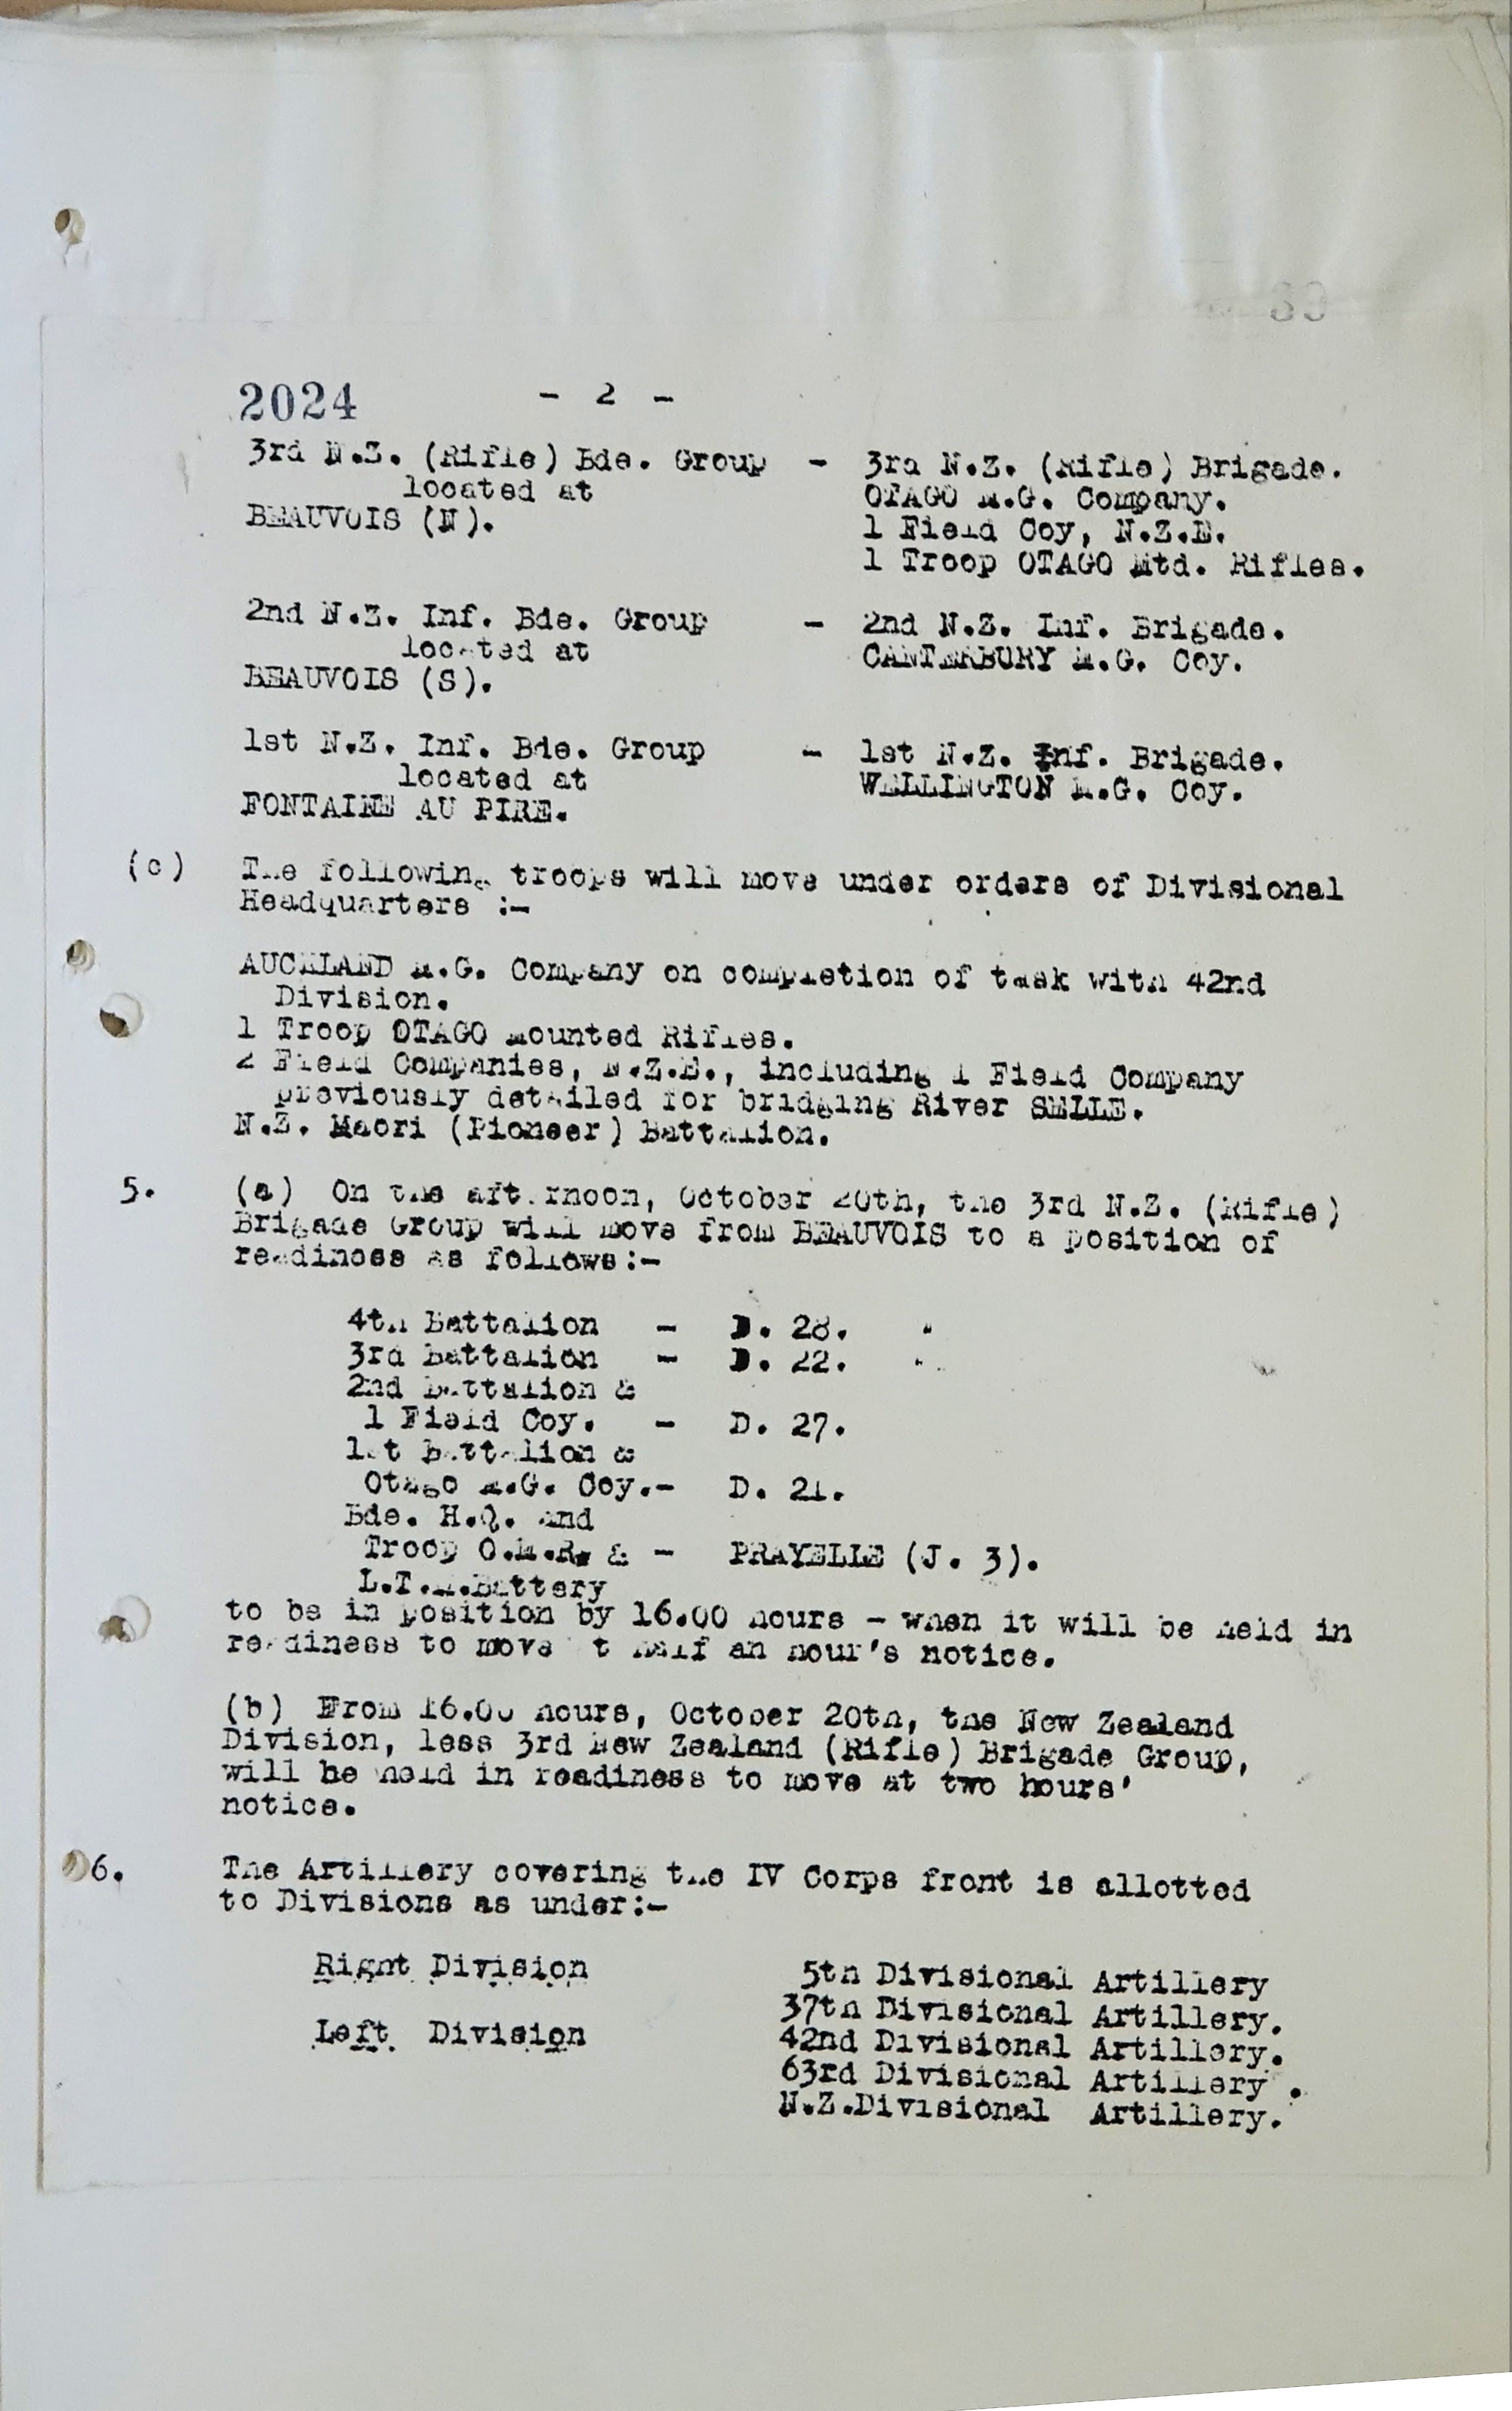 2024 - 2 -
3rd N.Z. (Rifle) Bde. Group - 3rd N.Z. (Rifle) Brigade.
located at OTAGO M.G. Company.
BEAUVOIS (N). 1 Field Coy, N.Z.E.
1 Troop OTAGO Mtd. Rifles.
2nd N.Z. Inf. Bde. Group - 2nd N.Z. Inf. Brigade.
located at CANTERBURY M.G. Coy.
BEAUVOIS (S).
1st N.Z. Inf. Bde. Group - 1st N.Z. Inf. Brigade.
located at WELLINGTON M.G. Coy.
FONTAINE AU PIRE.
(c) The following troops will move under orders of Divisional
Headquarters :-
AUCKLAND M.G. Company on completion of task with 42nd
Division.
1 Troop OTAGO Mounted Rifles.
2 Field Companies, N.Z.E., including 1 Field Company
previously detailed for bridging River SELLE.
N.Z. Maori (Pioneer) Battalion.
5. (a) On the afternoon, October 20th, the 3rd N.Z. (Rifle)
Brigade Group will move from BEAUVOIS to a position of
readiness as follows:-
4th Battalion - D. 28.
3rd Battalion - D. 22.
2nd Battalion &
1 Field Coy. - D. 27.
1st Battalion &
Otago M.G. Coy.- D. 21.
Bde. H.Q. and
Troop O.M.R. & - PRAYELLE (J. 3).
L.T.M.Battery
to be in position by 16.00 hours - when it will be held in
readiness to move at half an hour's notice.
(b) From 16.00 hours, October 20th, the New Zealand
Division, less 3rd New Zealand (Rifle) Brigade Group,
will be held in readiness to move at two hours'
notice.
6. The Artillery covering the IV Corps front is allotted
to Divisions as under:-
Right Division 5th Divisional Artillery
37th Divisional Artillery.
Left Division 42nd Divisional Artillery.
63rd Divisional Artillery.
N.Z.Divisional Artillery.